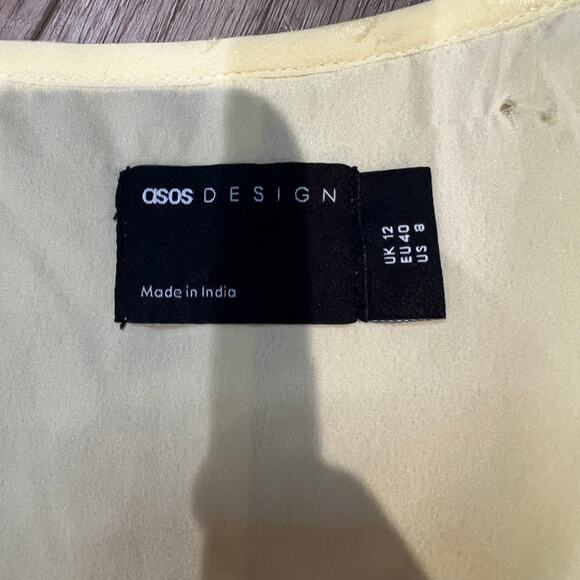 asos DESIGN
Made in India
UK 12
EU 40
US 8